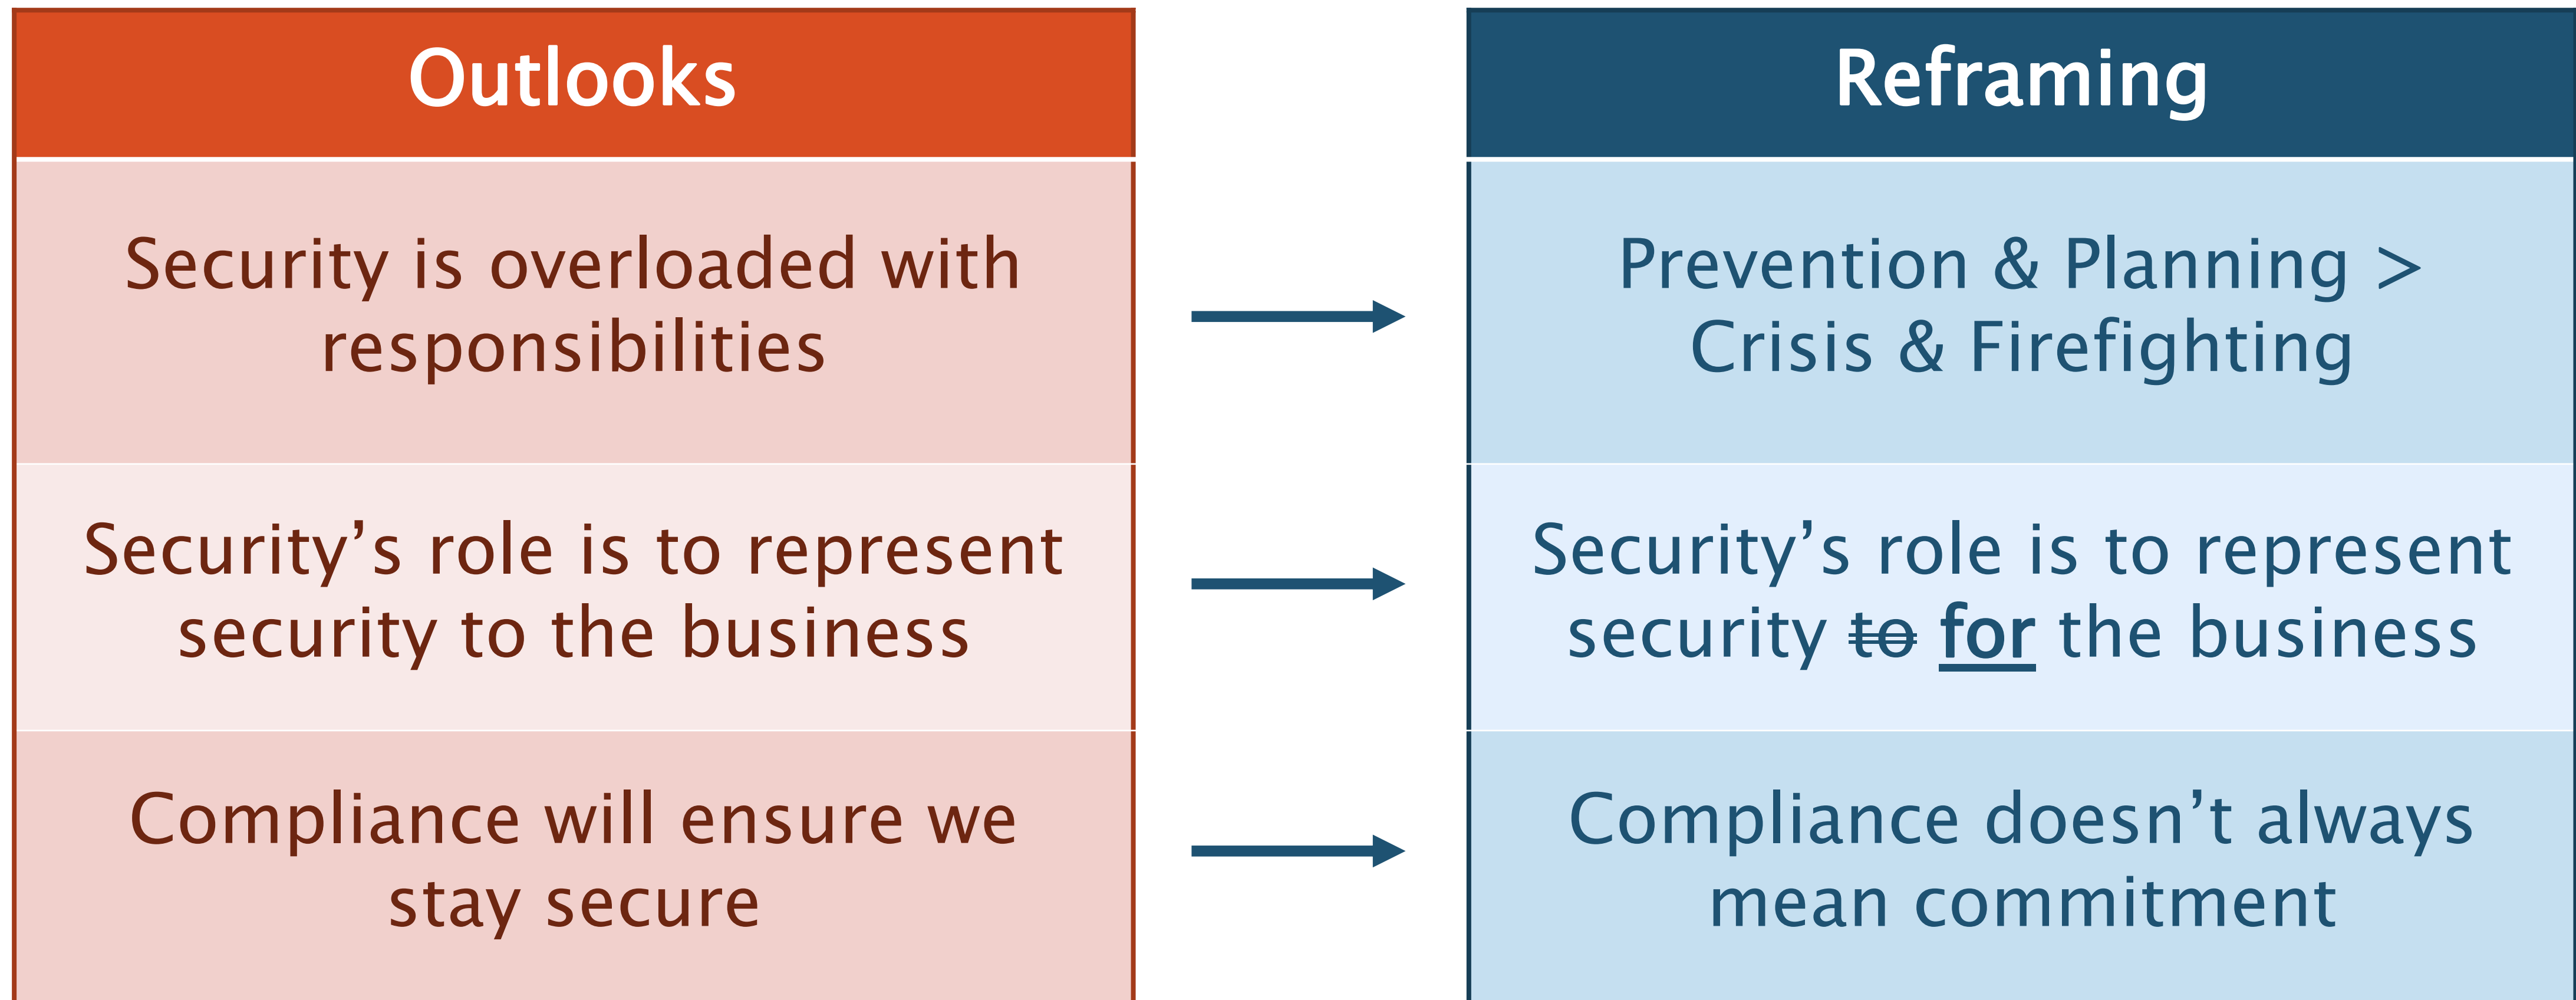 Outlooks
Reframing
Security is overloaded with
responsibilities
Prevention & Planning >
Crisis & Firefighting
Security’s role is to represent
security to the business
Security’s role is to represent
security to for the business
Compliance will ensure we
stay secure
Compliance doesn’t always
mean commitment